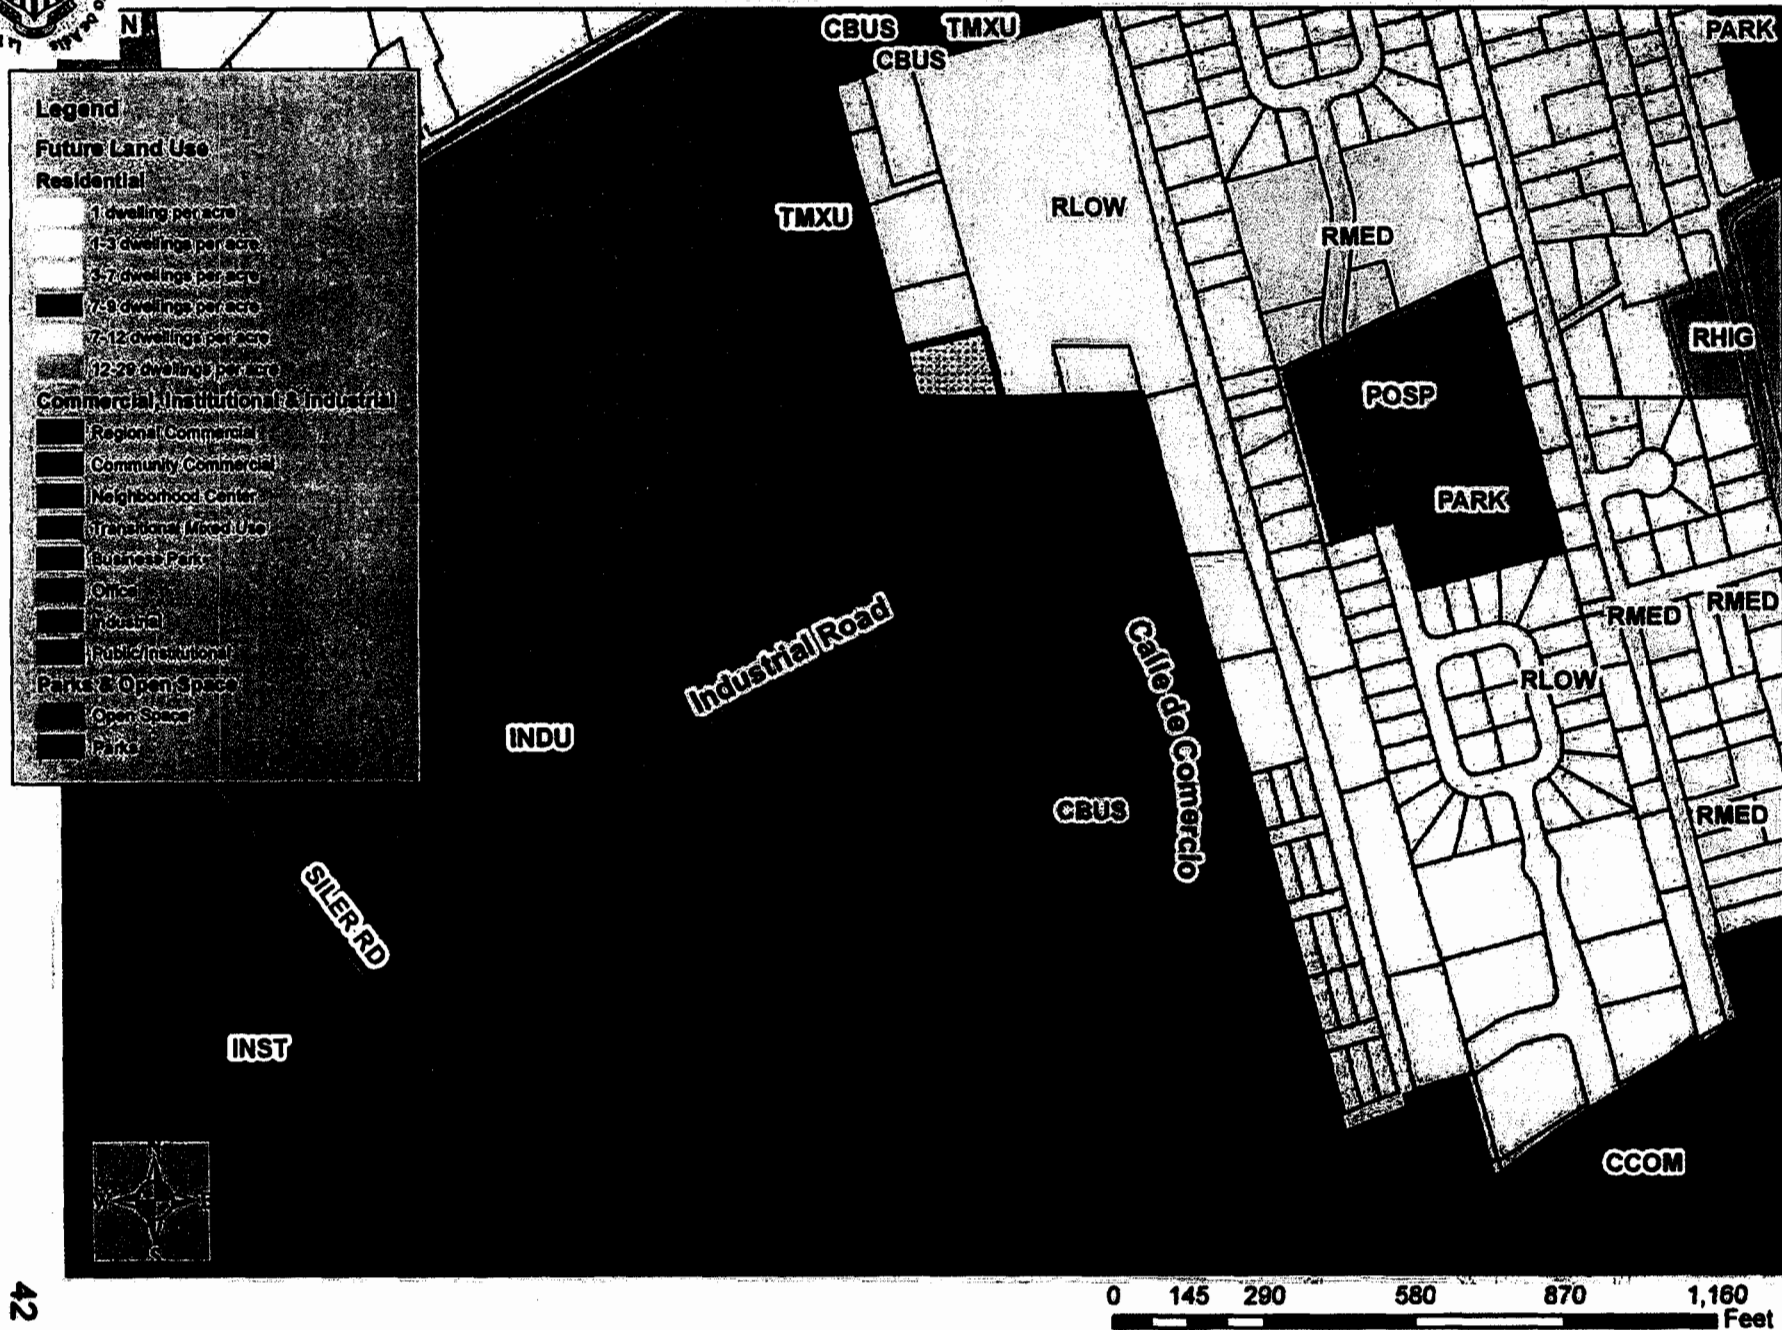 N
CBUS
TMXU
CBUS
PARK
Legend
Future Land Use
Residential
1 dwelling per acre
1-3 dwellings per acre
3-7 dwellings per acre
7-9 dwellings per acre
7-12 dwellings per acre
12-29 dwellings per acre
Commercial, Institutional & Industrial
Regional Commercial
Community Commercial
Neighborhood Center
Transitional Mixed Use
Business Park
Office
Industrial
Public/Institutional
Parks & Open Space
Open Space
Parks
TMXU
RLOW
RMED
RHIG
POSP
PARK
Industrial Road
Calle de Comercio
RMED
RMED
RLOW
INDU
CBUS
RMED
SILER RD
INST
CCOM
S
42
0 145 290 580 870 1,160
Feet